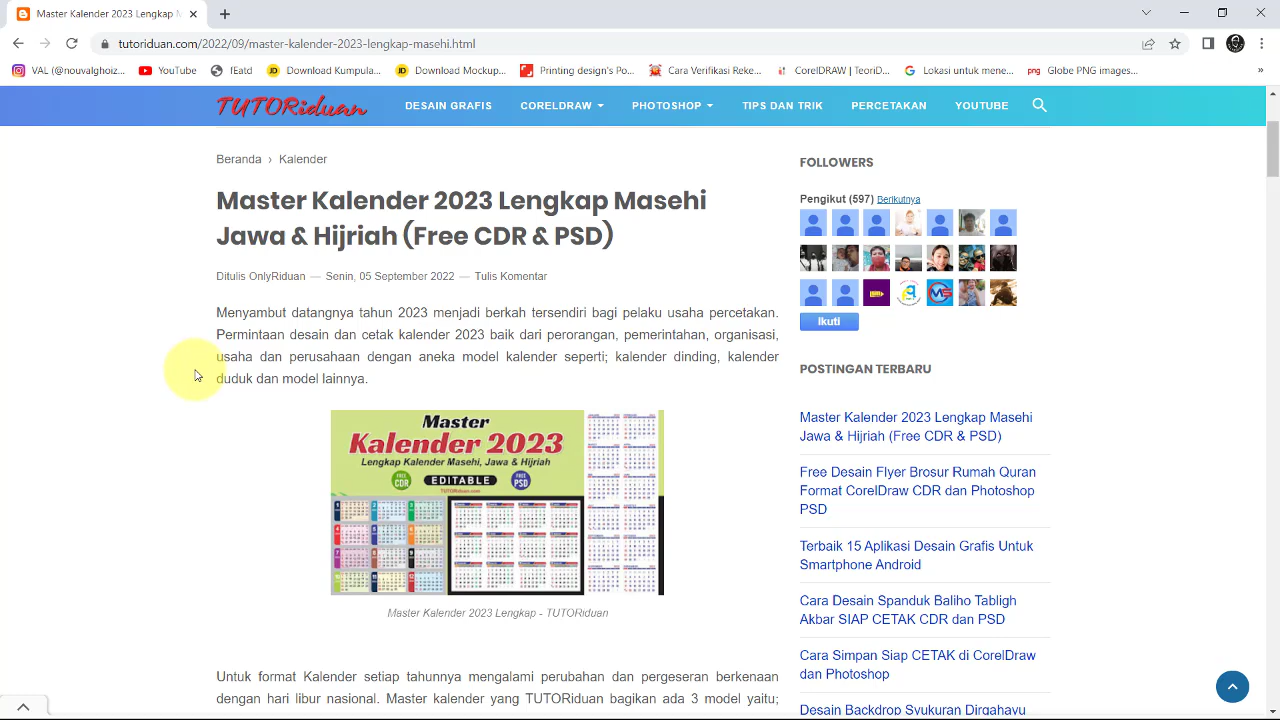 Master Kalender 2023 Lengkap M
tutoriduan.com/2022/09/master-kalender-2023-lengkap-masehi.html
VAL (@nouvalghoiz... YouTube fEatd Download Kumpula... Download Mockup... Printing design's Po... Cara Verifikasi Reke... CorelDRAW | TeoriD... Lokasi untuk mene... png Globe PNG images... »
TUTORiduan DESAIN GRAFIS CORELDRAW PHOTOSHOP TIPS DAN TRIK PERCETAKAN YOUTUBE
Beranda › Kalender
Master Kalender 2023 Lengkap Masehi
Jawa & Hijriah (Free CDR & PSD)
Ditulis OnlyRiduan — Senin, 05 September 2022 — Tulis Komentar
Menyambut datangnya tahun 2023 menjadi berkah tersendiri bagi pelaku usaha percetakan.
Permintaan desain dan cetak kalender 2023 baik dari perorangan, pemerintahan, organisasi,
usaha dan perusahaan dengan aneka model kalender seperti; kalender dinding, kalender
duduk dan model lainnya.
Master
Kalender 2023
Lengkap Kalender Masehi, Jawa & Hijriah
FREE CDR EDITABLE FREE PSD
TUTORiduan.com
Master Kalender 2023 Lengkap - TUTORiduan
Untuk format Kalender setiap tahunnya mengalami perubahan dan pergeseran berkenaan
dengan hari libur nasional. Master kalender yang TUTORiduan bagikan ada 3 model yaitu;
FOLLOWERS
Pengikut (597) Berikutnya
Ikuti
POSTINGAN TERBARU
Master Kalender 2023 Lengkap Masehi
Jawa & Hijriah (Free CDR & PSD)
Free Desain Flyer Brosur Rumah Quran
Format CorelDraw CDR dan Photoshop
PSD
Terbaik 15 Aplikasi Desain Grafis Untuk
Smartphone Android
Cara Desain Spanduk Baliho Tabligh
Akbar SIAP CETAK CDR dan PSD
Cara Simpan Siap CETAK di CorelDraw
dan Photoshop
Desain Backdrop Syukuran Dirgahayu